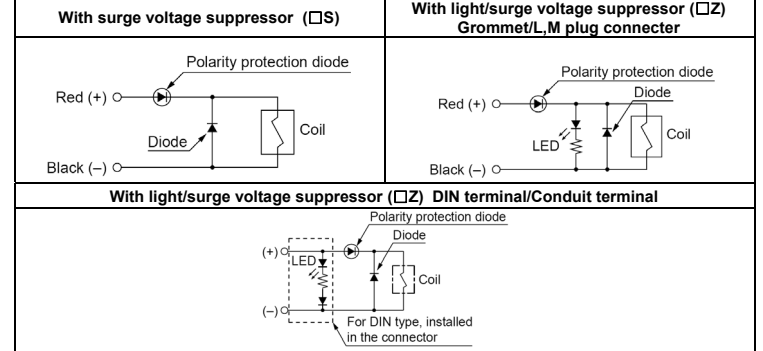 With surge voltage suppressor (□S)
With light/surge voltage suppressor (□Z)
Grommet/L,M plug connecter
Polarity protection diode
Red (+)
Diode
Coil
Black (–)
Polarity protection diode
Diode
Red (+)
LED
Coil
Black (–)
With light/surge voltage suppressor (□Z) DIN terminal/Conduit terminal
Polarity protection diode
Diode
(+)
LED
Coil
(–)
For DIN type, installed
in the connector